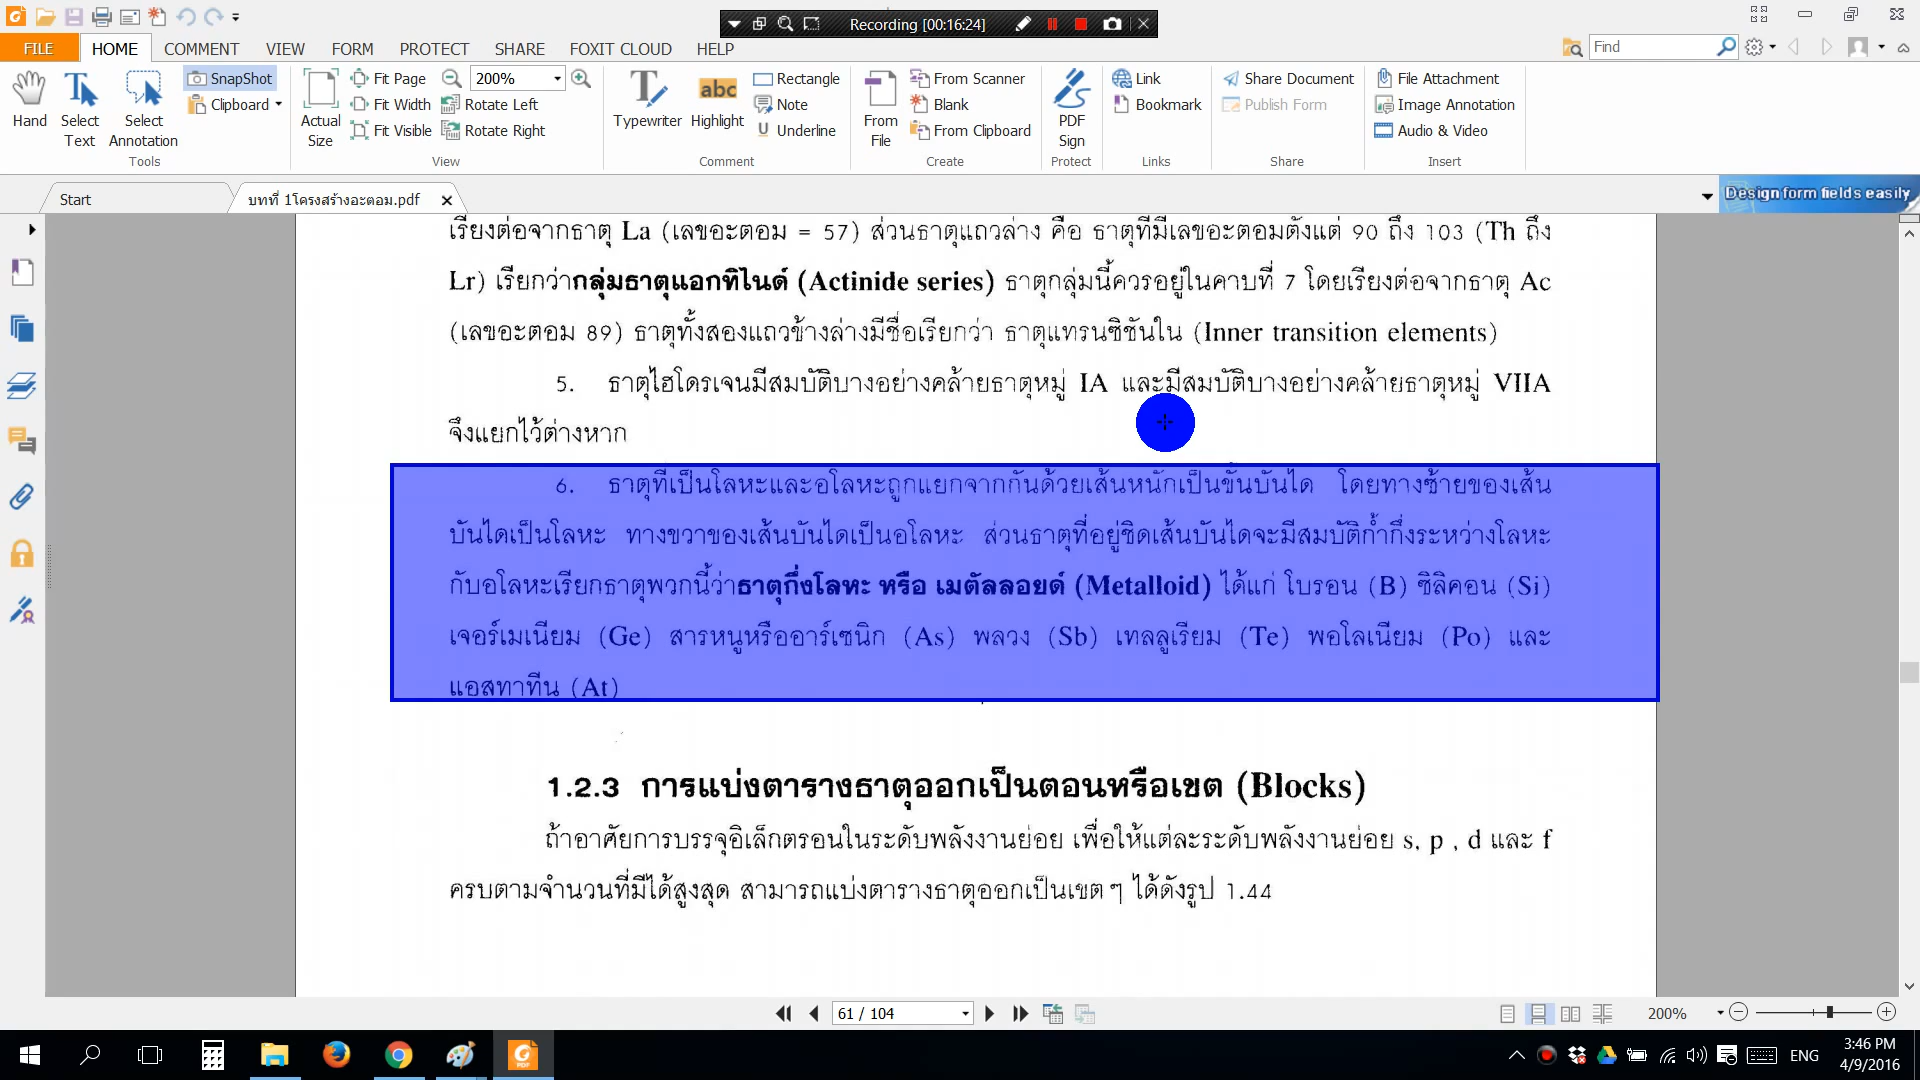 Recording [00:16:24]
FILE HOME COMMENT VIEW FORM PROTECT SHARE FOXIT CLOUD HELP Find
SnapShot Fit Page 200% Rectangle From Scanner Link Share Document File Attachment
Clipboard Fit Width Rotate Left Note Blank Bookmark Publish Form Image Annotation
Hand Select Text Select Annotation Actual Size Fit Visible Rotate Right Typewriter Highlight Underline From File From Clipboard PDF Sign Audio & Video
Tools View Comment Create Protect Links Share Insert
Start บทที่ 1โครงสร้างอะตอม.pdf Design form fields easily
เรียงต่อจากธาตุ La (เลขอะตอม = 57) ส่วนธาตุแถวล่าง คือ ธาตุที่มีเลขอะตอมตั้งแต่ 90 ถึง 103 (Th ถึง
Lr) เรียกว่ากลุ่มธาตุแอกทิไนด์ (Actinide series) ธาตุกลุ่มนี้ควรอยู่ในคาบที่ 7 โดยเรียงต่อจากธาตุ Ac
(เลขอะตอม 89) ธาตุทั้งสองแถวข้างล่างมีชื่อเรียกว่า ธาตุแทรนซิชันใน (Inner transition elements)
5. ธาตุไฮโดรเจนมีสมบัติบางอย่างคล้ายธาตุหมู่ IA และมีสมบัติบางอย่างคล้ายธาตุหมู่ VIIA
จึงแยกไว้ต่างหาก
6. ธาตุที่เป็นโลหะและอโลหะถูกแยกจากกันด้วยเส้นหนักเป็นขั้นบันได โดยทางซ้ายของเส้น
บันไดเป็นโลหะ ทางขวาของเส้นบันไดเป็นอโลหะ ส่วนธาตุที่อยู่ชิดเส้นบันไดจะมีสมบัติก้ำกึ่งระหว่างโลหะ
กับอโลหะเรียกธาตุพวกนี้ว่าธาตุกึ่งโลหะ หรือ เมตัลลอยด์ (Metalloid) ได้แก่ โบรอน (B) ซิลิคอน (Si)
เจอร์เมเนียม (Ge) สารหนูหรืออาร์เซนิก (As) พลวง (Sb) เทลลูเรียม (Te) พอโลเนียม (Po) และ
แอสทาทีน (At)
1.2.3 การแบ่งตารางธาตุออกเป็นตอนหรือเขต (Blocks)
ถ้าอาศัยการบรรจุอิเล็กตรอนในระดับพลังงานย่อย เพื่อให้แต่ละระดับพลังงานย่อย s, p , d และ f
ครบตามจำนวนที่มีได้สูงสุด สามารถแบ่งตารางธาตุออกเป็นเขต ๆ ได้ดังรูป 1.44
61 / 104 200%
ENG 3:46 PM
4/9/2016